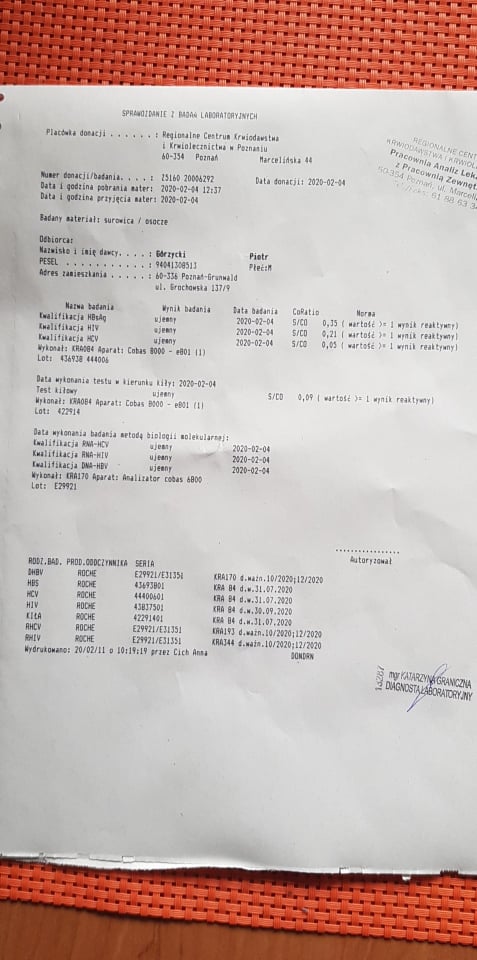 SPRAWOZDANIE Z BADAŃ LABORATORYJNYCH
Placówka donacji . . . . . . : Regionalne Centrum Krwiodawstwa
i Krwiolecznictwa w Poznaniu
60-354 Poznań Marcelińska 44
REGIONALNE CENT
KRWIODAWSTWA I KRWIOL
Pracownia Analiz Lek.
z Pracownią Zewnęt.
Poznań, ul. Marceli
Numer donacji/badania. . . . : 25160 20006292 Data donacji: 2020-02-04
Data i godzina pobrania mater: 2020-02-04 12:37
Data i godzina przyjęcia mater: 2020-02-04
Badany materiał: surowica / osocze
Odbiorca:
Nazwisko i imię dawcy. . . . : Górzycki Piotr
PESEL . . . . . . . . . . . : 94041308513 Płeć:M
Adres zamieszkania . . . . . : 60-336 Poznań-Grunwald
ul. Grochowska 137/9
Nazwa badania Wynik badania Data badania CoRatio Norma
Kwalifikacja HBsAg ujemny 2020-02-04 S/CO 0,35 ( wartość >= 1 wynik reaktywny)
Kwalifikacja HIV ujemny 2020-02-04 S/CO 0,21 ( wartość >= 1 wynik reaktywny)
Kwalifikacja HCV ujemny 2020-02-04 S/CO 0,05 ( wartość >= 1 wynik reaktywny)
Wykonał: KRA084 Aparat: Cobas 8000 - e801 (1)
Lot: 436938 444006
Data wykonania testu w kierunku kiły: 2020-02-04
Test kiłowy ujemny S/CO 0,09 ( wartość >= 1 wynik reaktywny)
Wykonał: KRA084 Aparat: Cobas 8000 - e801 (1)
Lot: 422914
Data wykonania badania metodą biologii molekularnej:
Kwalifikacja RNA-HCV ujemny 2020-02-04
Kwalifikacja RNA-HIV ujemny 2020-02-04
Kwalifikacja DNA-HBV ujemny 2020-02-04
Wykonał: KRA170 Aparat: Analizator cobas 6800
Lot: E29921
................
Autoryzował
RODZ.BAD. PROD.ODCZYNNIKA SERIA
DHBV ROCHE E29921/E31351 KRA170 d.ważn.10/2020;12/2020
HBS ROCHE 43693801 KRA 84 d.w.31.07.2020
HCV ROCHE 44400601 KRA 84 d.w.31.07.2020
HIV ROCHE 43837501 KRA 84 d.w.30.09.2020
KIŁA ROCHE 42291401 KRA 84 d.w.31.07.2020
RHCV ROCHE E29921/E31351 KRA193 d.ważn.10/2020;12/2020
RHIV ROCHE E29921/E31351 KRA344 d.ważn.10/2020;12/2020
Wydrukowano: 20/02/11 o 10:19:19 przez Cich Anna DONDRN
mgr KATARZYNA GRANICZNA
DIAGNOSTA LABORATORYJNY